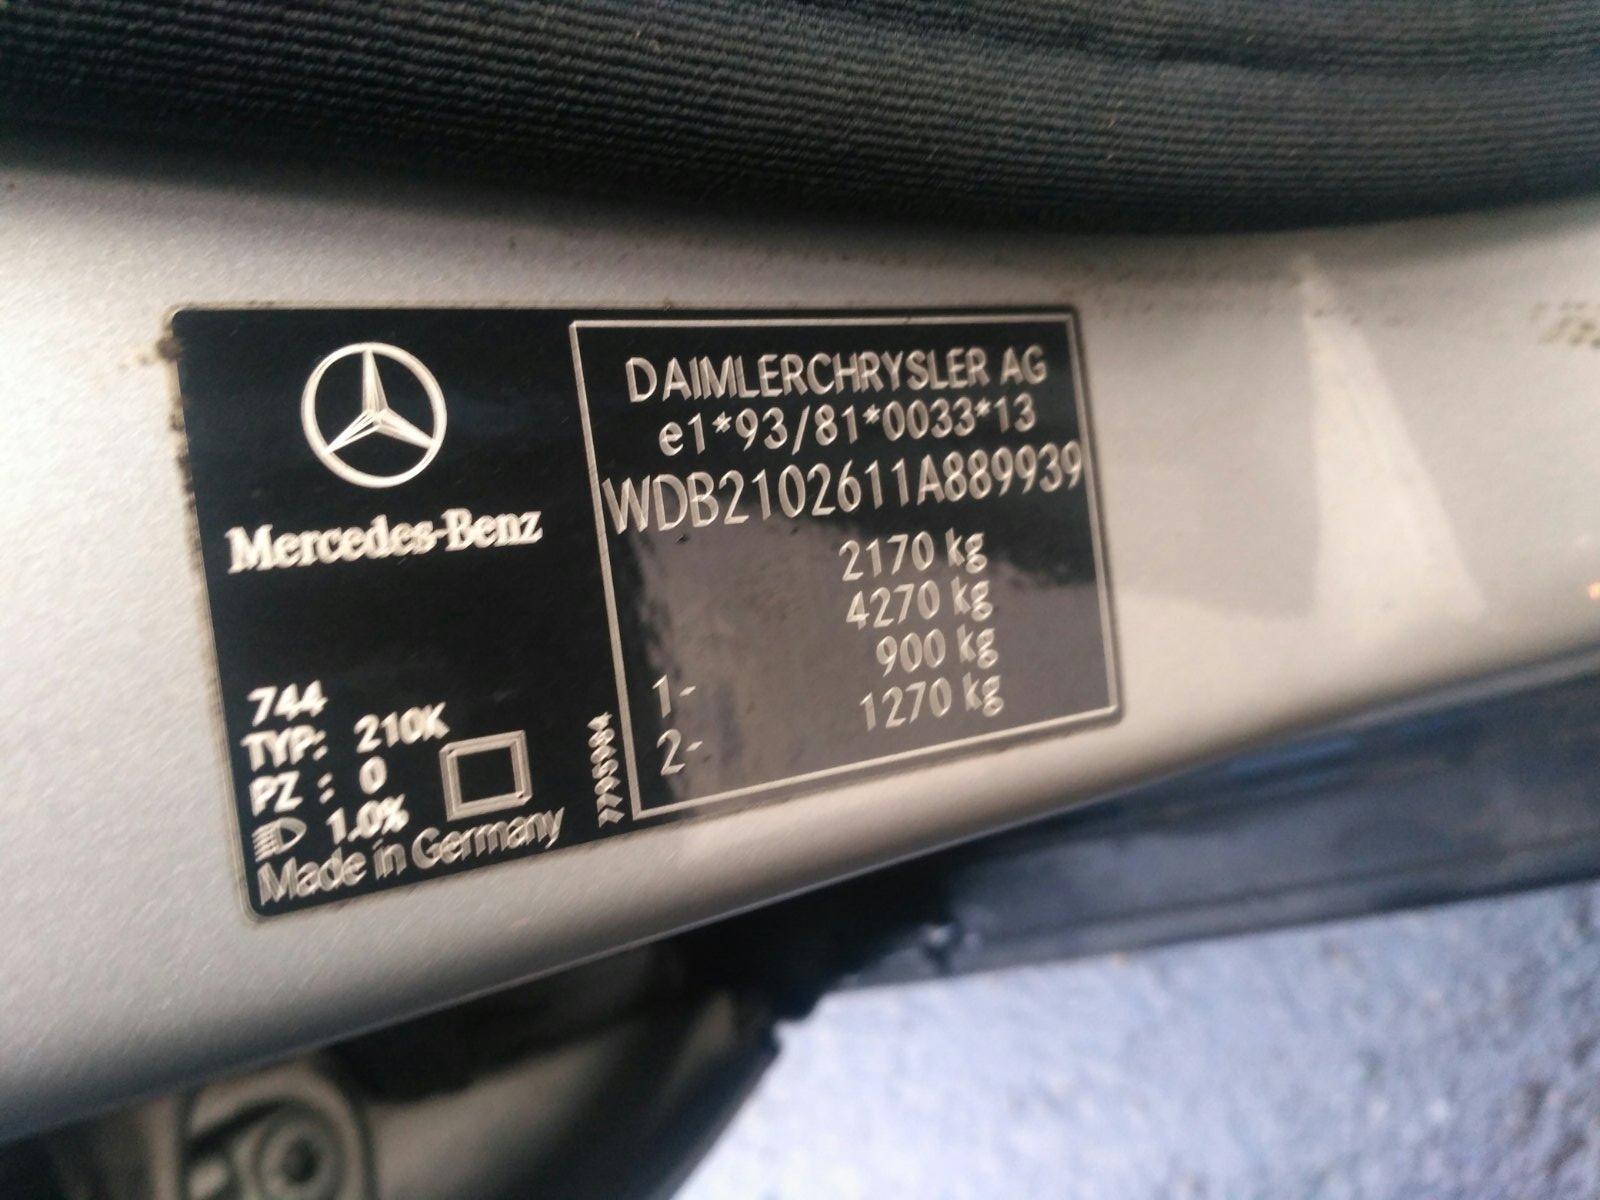 Mercedes-Benz
744
TYP: 210K
PZ : 0
1.0%
Made in Germany
7795984
DAIMLERCHRYSLER AG
e1*93/81*0033*13
WDB2102611A889939
2170 kg
4270 kg
1- 900 kg
2- 1270 kg